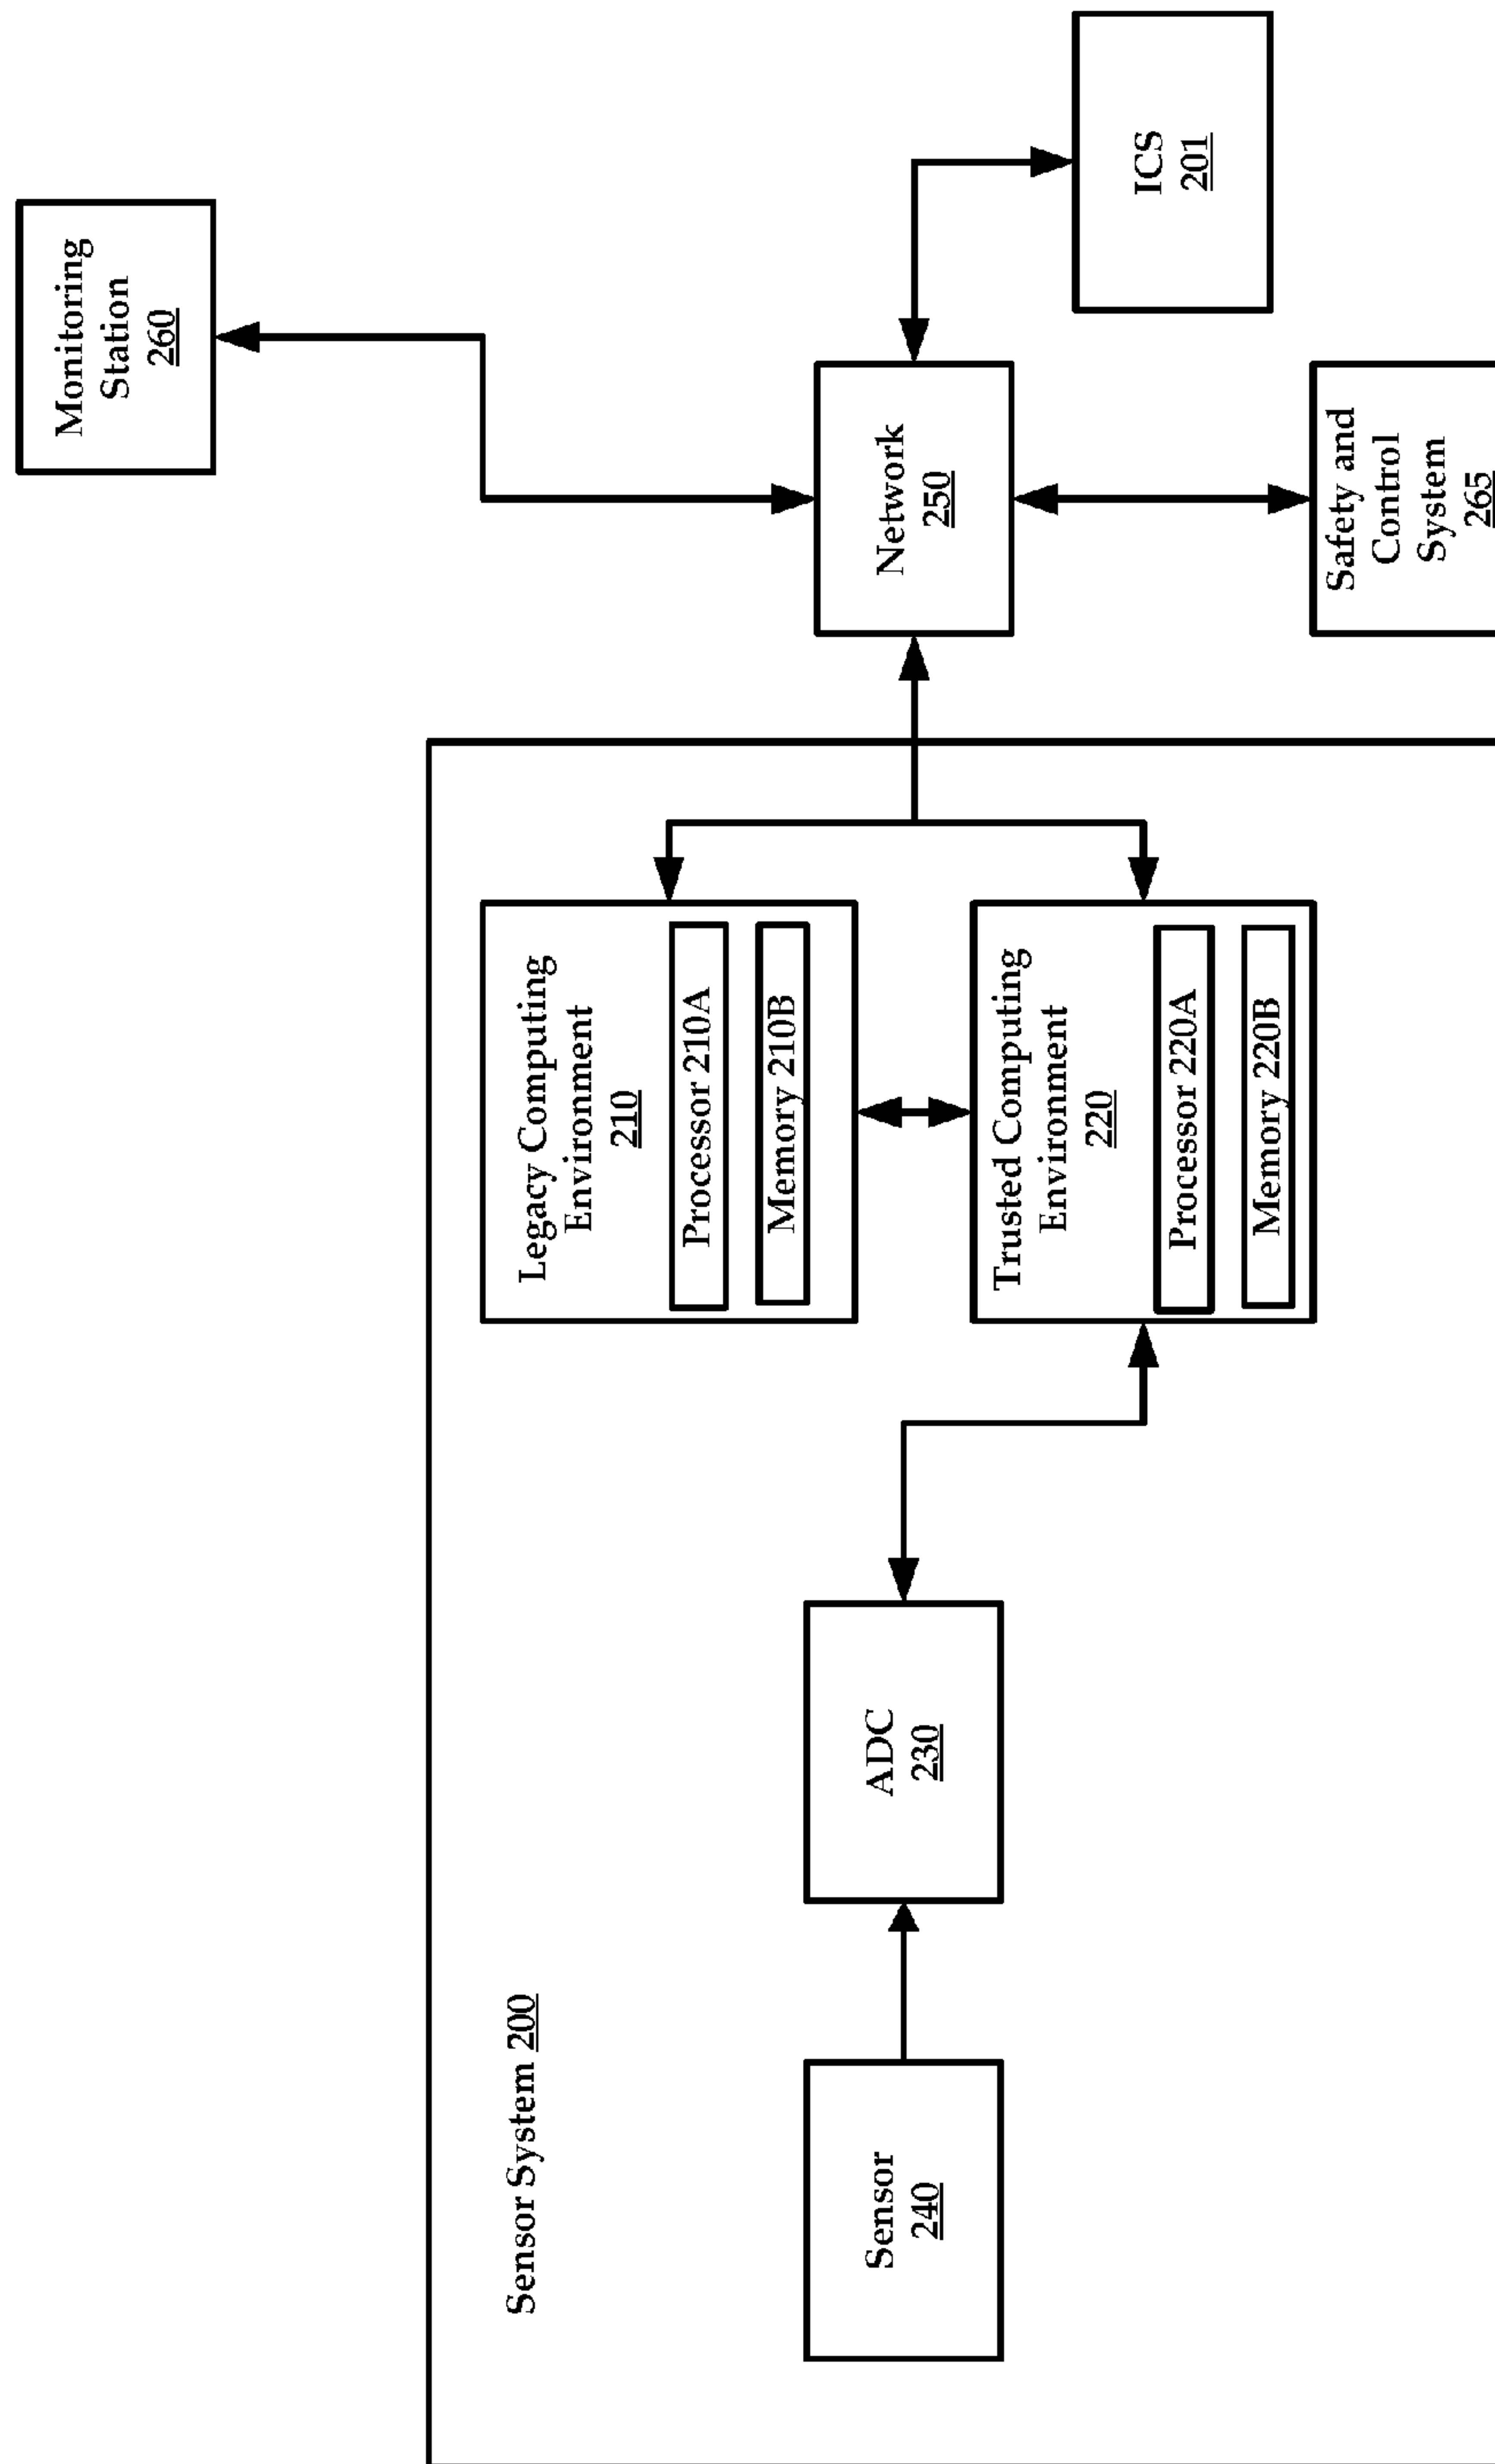 Monitoring
Station
260
Network
250
ICS
201
Safety and
Control
System
265
Legacy Computing
Environment
210
Processor 210A
Memory 210B
Trusted Computing
Environment
220
Processor 220A
Memory 220B
ADC
230
Sensor System 200
Sensor
240